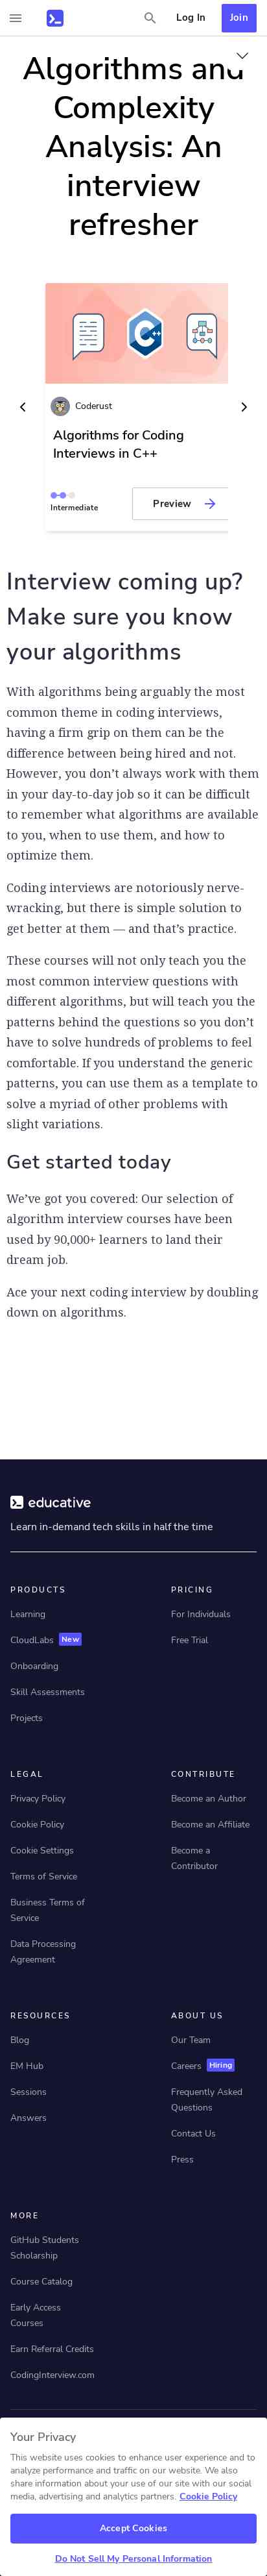 Log In
Join
Algorithms and
Complexity
Analysis: An
interview
refresher
Coderust
Algorithms for Coding
Interviews in C++
Intermediate
Preview
Interview coming up?
Make sure you know
your algorithms
With algorithms being arguably the most
common theme in coding interviews,
having a firm grip on them can be the
difference between being hired and not.
However, you don’t always work with them
in your day-to-day job so it can be difficult
to remember what algorithms are available
to you, when to use them, and how to
optimize them.
Coding interviews are notoriously nerve-
wracking, but there is simple solution to
get better at them — and that’s practice.
These courses will not only teach you the
most common interview questions with
different algorithms, but will teach you the
patterns behind the questions so you don’t
have to solve hundreds of problems to feel
comfortable. If you understand the generic
patterns, you can use them as a template to
solve a myriad of other problems with
slight variations.
Get started today
We’ve got you covered: Our selection of
algorithm interview courses have been
used by 90,000+ learners to land their
dream job.
Ace your next coding interview by doubling
down on algorithms.
educative
Learn in-demand tech skills in half the time
PRODUCTS
Learning
CloudLabs New
Onboarding
Skill Assessments
Projects
PRICING
For Individuals
Free Trial
LEGAL
Privacy Policy
Cookie Policy
Cookie Settings
Terms of Service
Business Terms of
Service
Data Processing
Agreement
CONTRIBUTE
Become an Author
Become an Affiliate
Become a
Contributor
RESOURCES
Blog
EM Hub
Sessions
Answers
ABOUT US
Our Team
Careers Hiring
Frequently Asked
Questions
Contact Us
Press
MORE
GitHub Students
Scholarship
Course Catalog
Early Access
Courses
Earn Referral Credits
CodingInterview.com
Your Privacy
This website uses cookies to enhance user experience and to
analyze performance and traffic on our website. We also
share information about your use of our site with our social
media, advertising and analytics partners. Cookie Policy
Accept Cookies
Do Not Sell My Personal Information